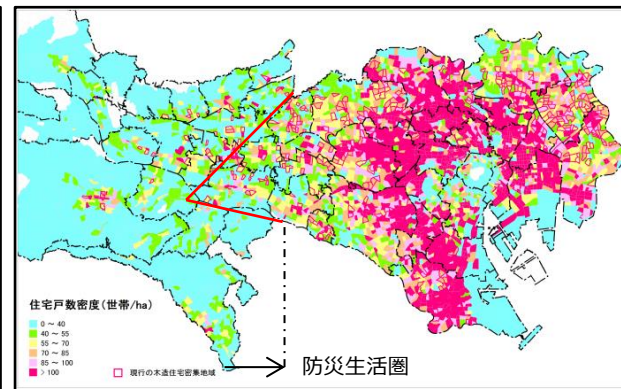 住宅戸数密度(世帯/ha)
0 ～ 40
40 ～ 55
55 ～ 70
70 ～ 85
85 ～ 100
> 100
現行の木造住宅密集地域
防災生活圏